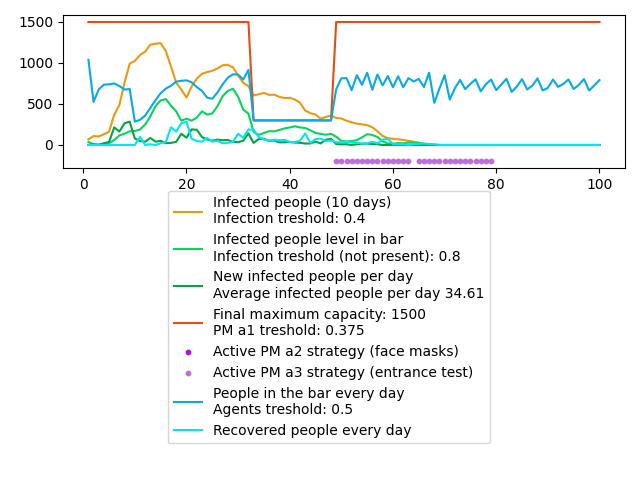 1500
1000
500
0
0
20
40
60
80
100
Infected people (10 days)
Infection treshold: 0.4
Infected people level in bar
Infection treshold (not present): 0.8
New infected people per day
Average infected people per day 34.61
Final maximum capacity: 1500
PM a1 treshold: 0.375
Active PM a2 strategy (face masks)
Active PM a3 strategy (entrance test)
People in the bar every day
Agents treshold: 0.5
Recovered people every day